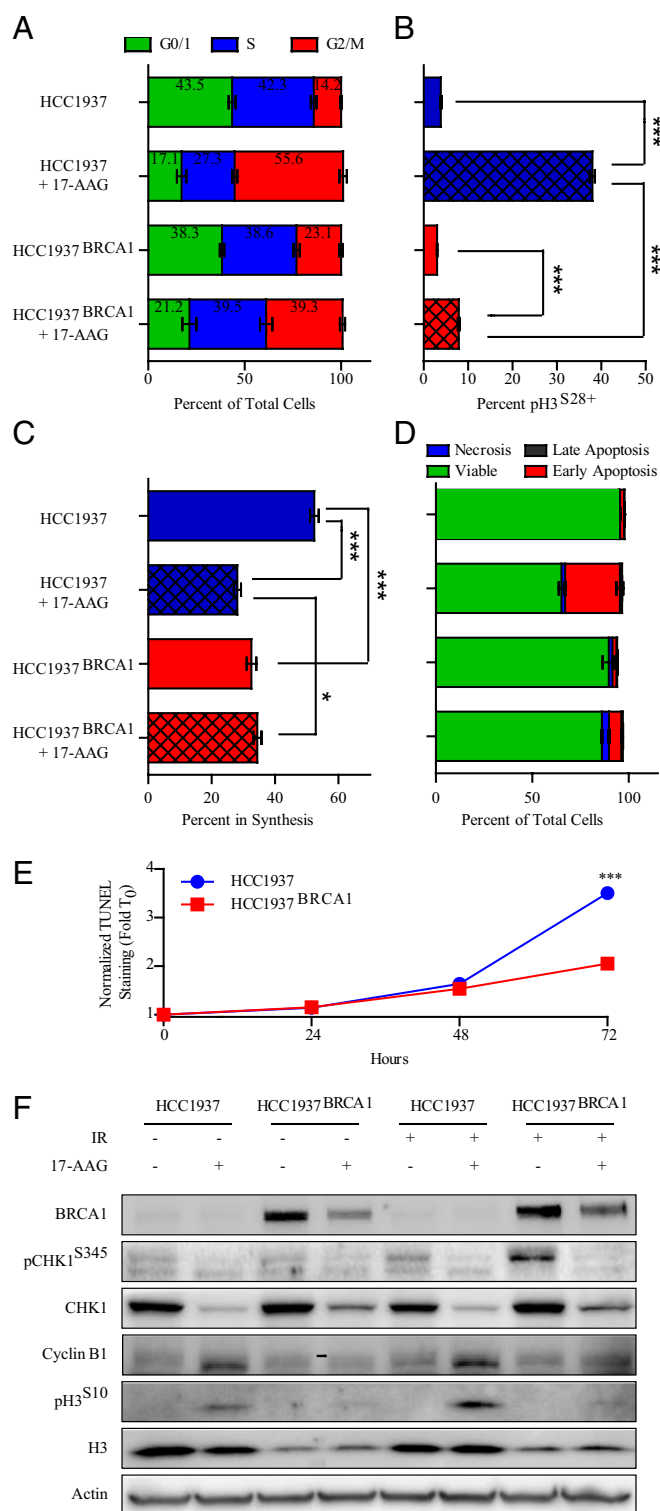 A
B
G0/1 S G2/M
HCC1937
43.5 42.3 14.2
***
HCC1937
+ 17-AAG
17.1 27.3 55.6
HCC1937 BRCA1
38.3 38.6 23.1
***
***
HCC1937 BRCA1
+ 17-AAG
21.2 39.5 39.3
0 50 100
0 10 20 30 40 50
Percent of Total Cells
Percent pH3 S28+
C
D
Necrosis Late Apoptosis
Viable Early Apoptosis
HCC1937
***
HCC1937
+ 17-AAG
***
HCC1937 BRCA1
*
HCC1937 BRCA1
+ 17-AAG
0 20 40 60
0 50 100
Percent in Synthesis
Percent of Total Cells
E
Normalized TUNEL
Staining (Fold T0)
4
HCC1937
HCC1937 BRCA1
***
2
1
0 24 48 72
Hours
F
HCC1937 HCC1937 BRCA1 HCC1937 HCC1937 BRCA1
IR - - - - + + + +
17-AAG - + - + - + - +
BRCA1
pCHK1 S345
CHK1
Cyclin B1
pH3 S10
H3
Actin